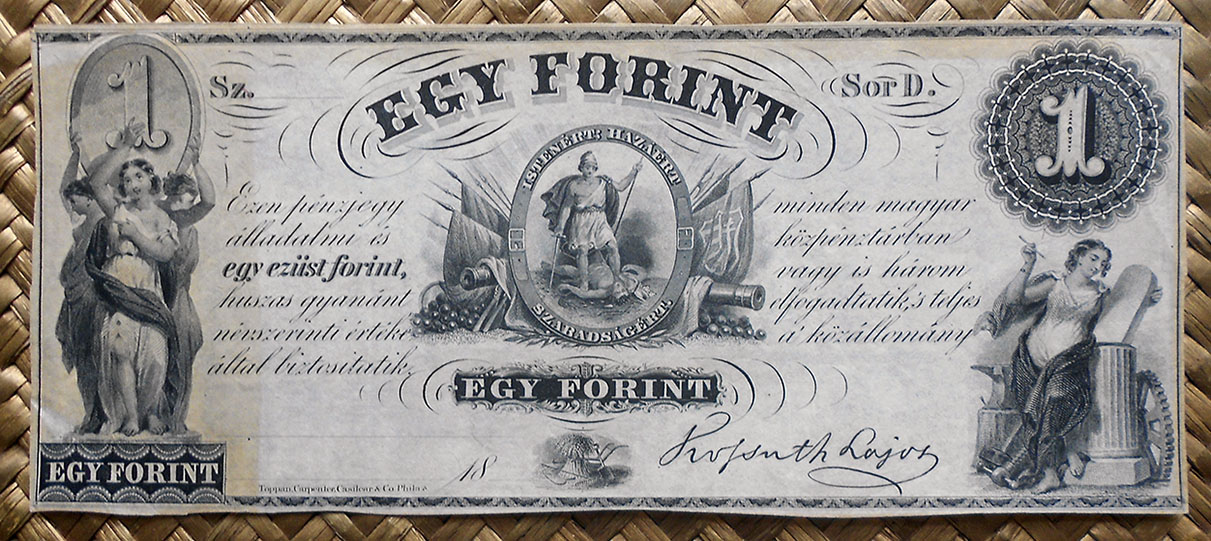 1
Sz.
EGY FORINT
Sor D.
1
ISTENÉRT HAZÁÉRT
SZABADSÁGÉRT
Ezen pénzjegy minden magyar
álladalmi és közpénztárban
egy ezüst forint, vagy is három
huszas gyanánt elfogadtatik, 's teljes
névszerinti értéke a' közállomány
által biztosítatik.
EGY FORINT
18
Kossuth Lajos
EGY FORINT
Toppan, Carpenter, Casilear & Co. Phila